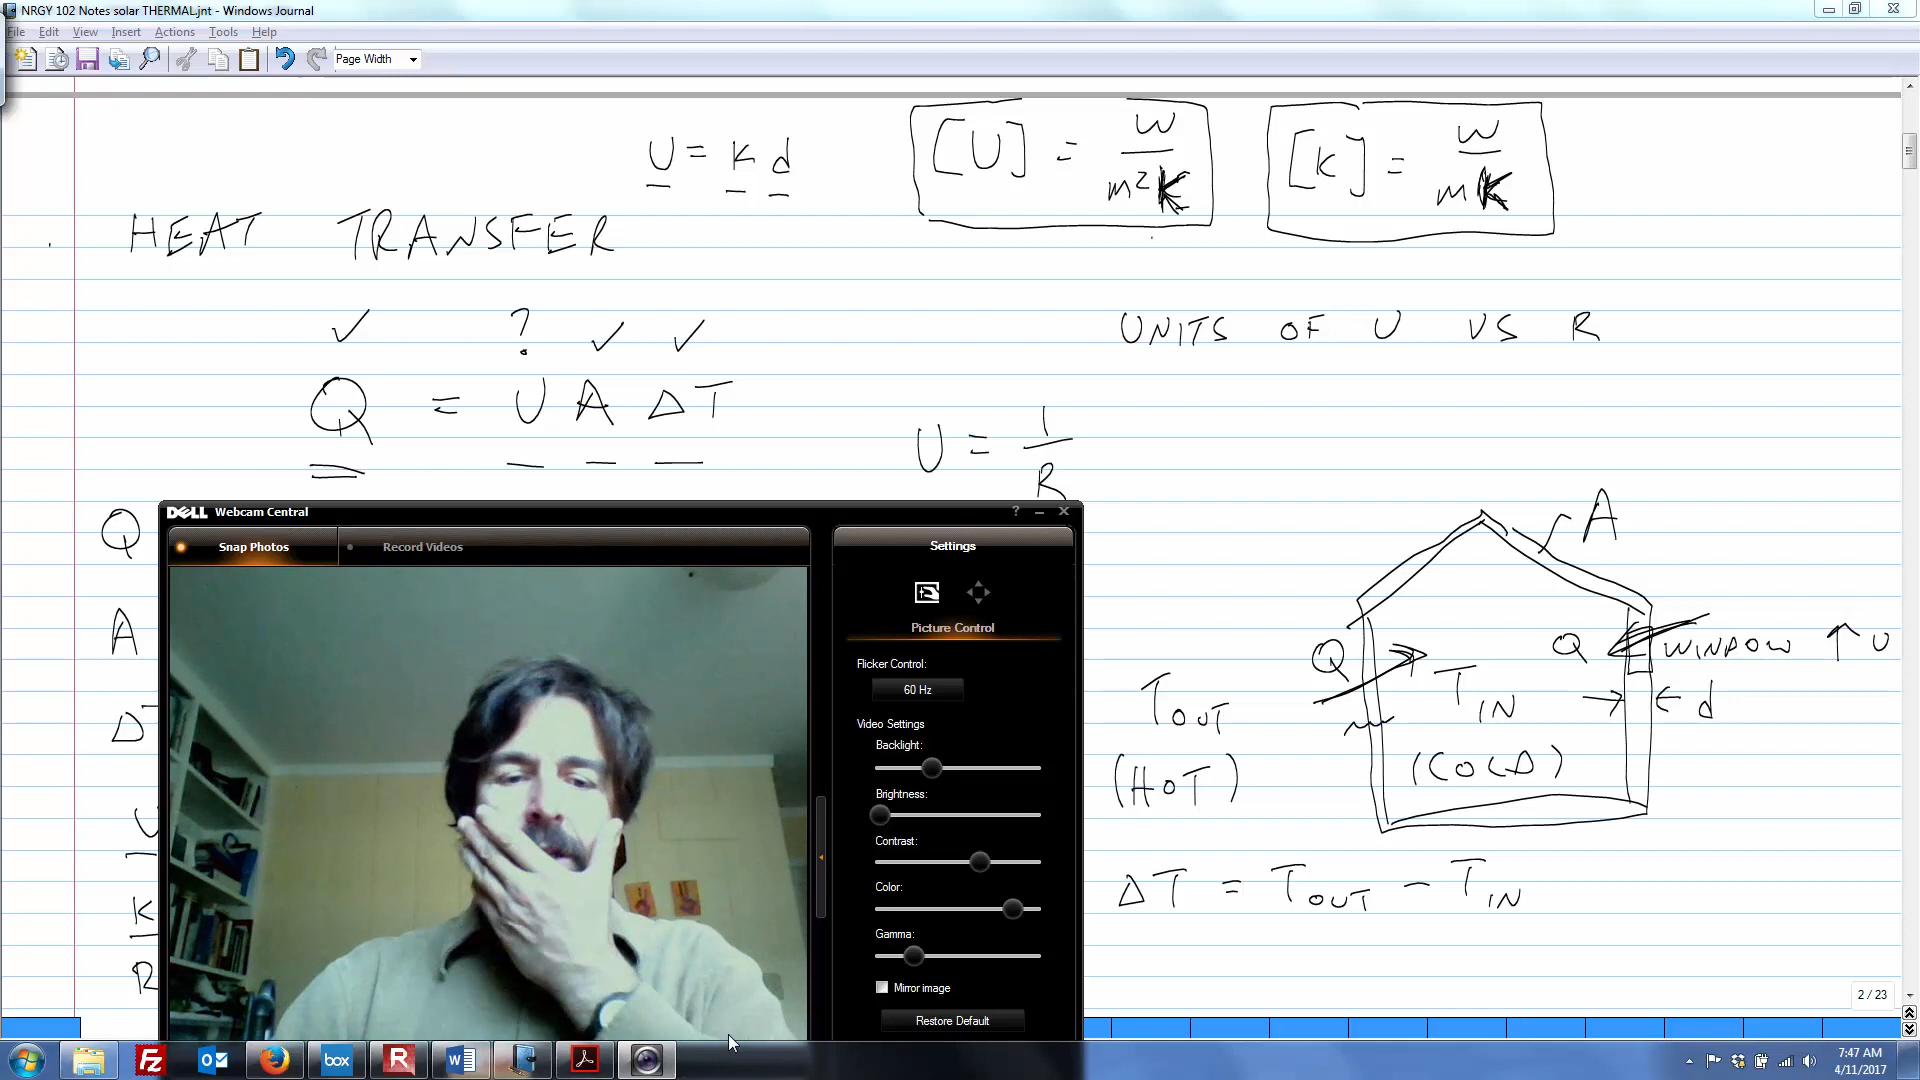 NRGY 102 Notes solar THERMAL.jnt - Windows Journal
File Edit View Insert Actions Tools Help
Page Width
U = K d
[U] = W / m²K
[K] = W / mK
HEAT TRANSFER
✓ ? ✓ ✓
UNITS OF U VS R
Q = U A ΔT
U = 1 / R
Q
A
ΔT
U
K
R
DELL Webcam Central
Snap Photos Record Videos
Settings
Picture Control
Flicker Control:
60 Hz
Video Settings
Backlight:
Brightness:
Contrast:
Color:
Gamma:
Mirror image
Restore Default
A
Q Q WINDOW ↑ U
T OUT T IN → ← d
(HOT) (COLD)
ΔT = T OUT - T IN
2 / 23
7:47 AM
4/11/2017
Fz
box
R
W